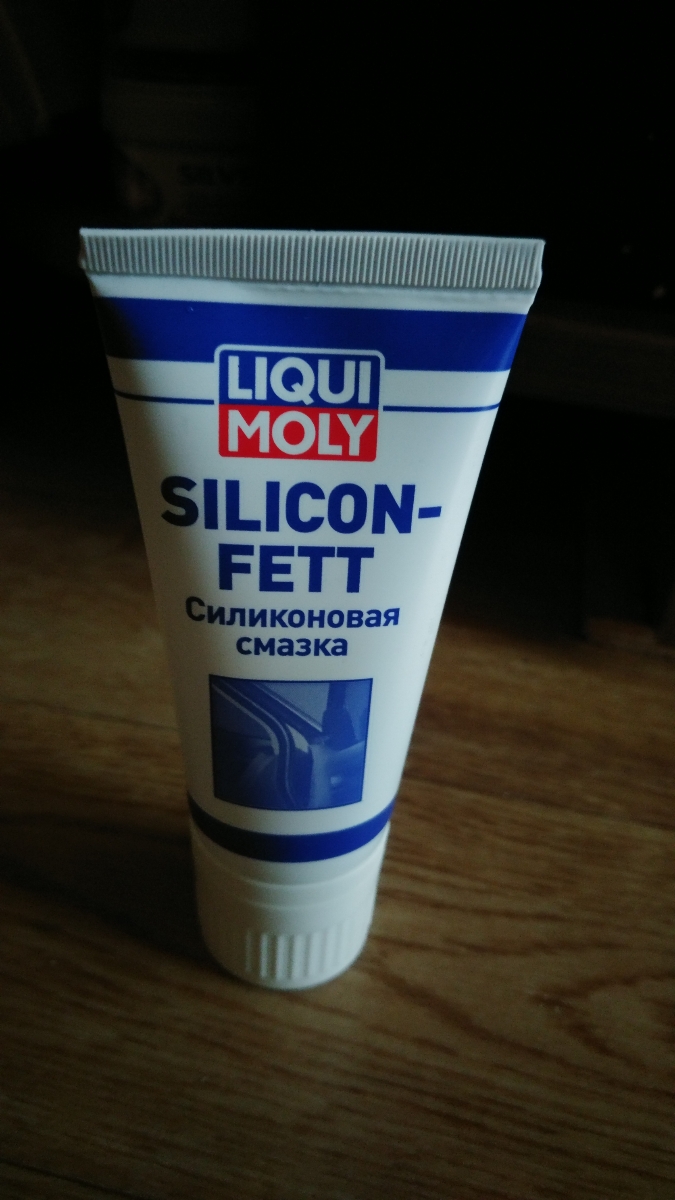 LIQUI
MOLY
SILICON-
FETT
Силиконовая
смазка